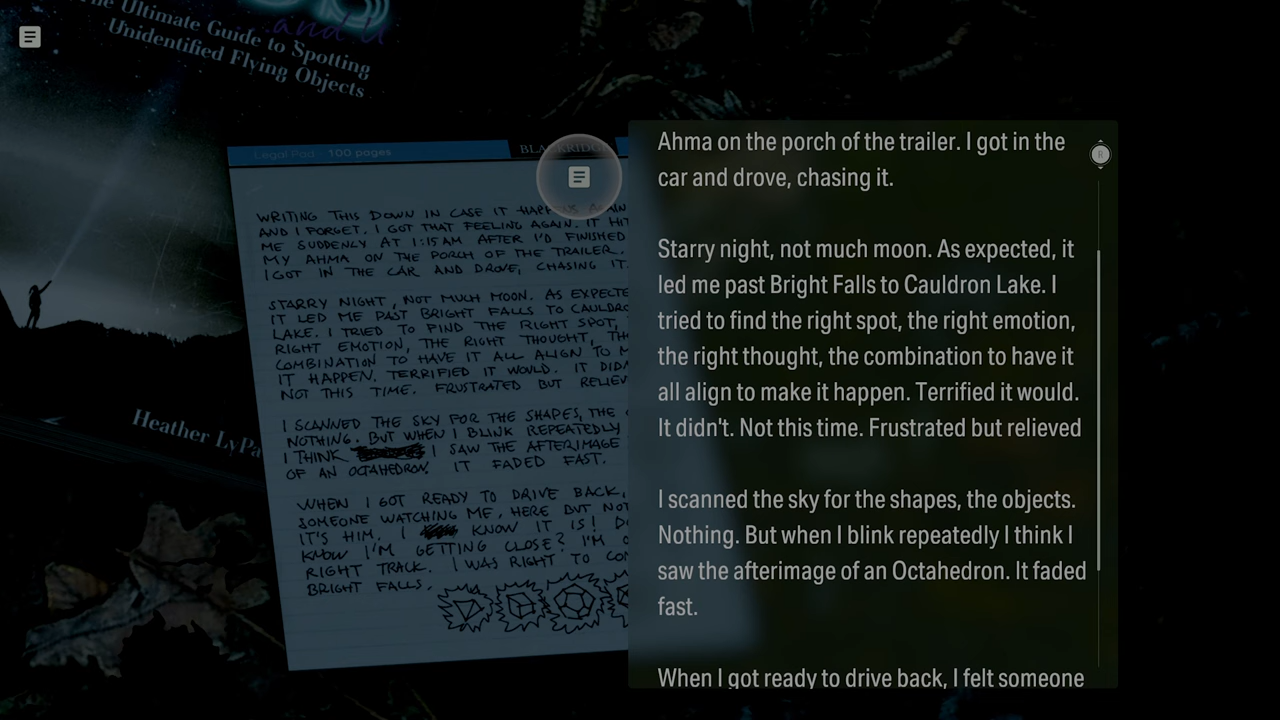 and U
The Ultimate Guide to Spotting
Unidentified Flying Objects
Legal Pad 100 pages
WRITING THIS DOWN IN CASE IT HAPPENS AGAIN
AND I FORGET. I GOT THAT FEELING AGAIN. IT HIT
ME SUDDENLY AT 1:15AM AFTER I'D FINISHED
MY AHMA ON THE PORCH OF THE TRAILER.
I GOT IN THE CAR AND DROVE, CHASING IT.
STARRY NIGHT, NOT MUCH MOON. AS EXPECTE
IT LED ME PAST BRIGHT FALLS TO CAULDRO
LAKE. I TRIED TO FIND THE RIGHT SPOT,
RIGHT EMOTION, THE RIGHT THOUGHT, TH
COMBINATION TO HAVE IT ALL ALIGN TO M
IT HAPPEN. TERRIFIED IT WOULD. IT DIDN
NOT THIS TIME. FRUSTRATED BUT RELIEV
I SCANNED THE SKY FOR THE SHAPES, THE
NOTHING. BUT WHEN I BLINK REPEATEDLY
I THINK I SAW THE AFTERIMAGE
OF AN OCTAHEDRON. IT FADED FAST.
WHEN I GOT READY TO DRIVE BACK,
SOMEONE WATCHING ME, HERE BUT NOT
IT'S HIM. I KNOW IT IS! D
KNOW I'M GETTING CLOSE? I'M O
RIGHT TRACK. I WAS RIGHT TO CO
BRIGHT FALLS.
Heather LyPa
Ahma on the porch of the trailer. I got in the
car and drove, chasing it.
Starry night, not much moon. As expected, it
led me past Bright Falls to Cauldron Lake. I
tried to find the right spot, the right emotion,
the right thought, the combination to have it
all align to make it happen. Terrified it would.
It didn't. Not this time. Frustrated but relieved
I scanned the sky for the shapes, the objects.
Nothing. But when I blink repeatedly I think I
saw the afterimage of an Octahedron. It faded
fast.
When I got ready to drive back, I felt someone
R